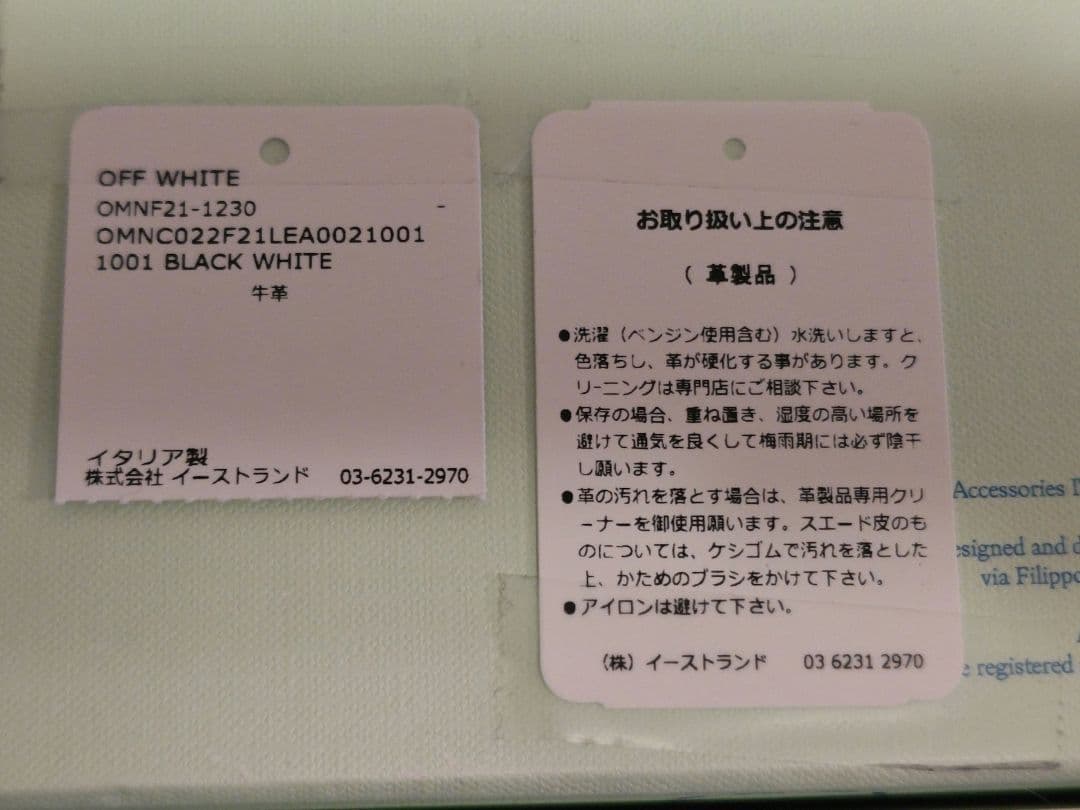 OFF WHITE
OMNF21-1230 -
OMNC022F21LEA0021001
1001 BLACK WHITE
牛革
イタリア製
株式会社 イーストランド 03-6231-2970
お取り扱い上の注意
( 革製品 )
●洗濯（ベンジン使用含む）水洗いしますと、
色落ちし、革が硬化する事があります。ク
リーニングは専門店にご相談下さい。
●保存の場合、重ね置き、湿度の高い場所を
避けて通気を良くして梅雨期には必ず陰干
し願います。
●革の汚れを落とす場合は、革製品専用クリ
ーナーを御使用願います。スエード皮のも
のについては、ケシゴムで汚れを落とした
上、かためのブラシをかけて下さい。
●アイロンは避けて下さい。
（株）イーストランド 03 6231 2970
Accessories
esigned and
via Filippo
registered